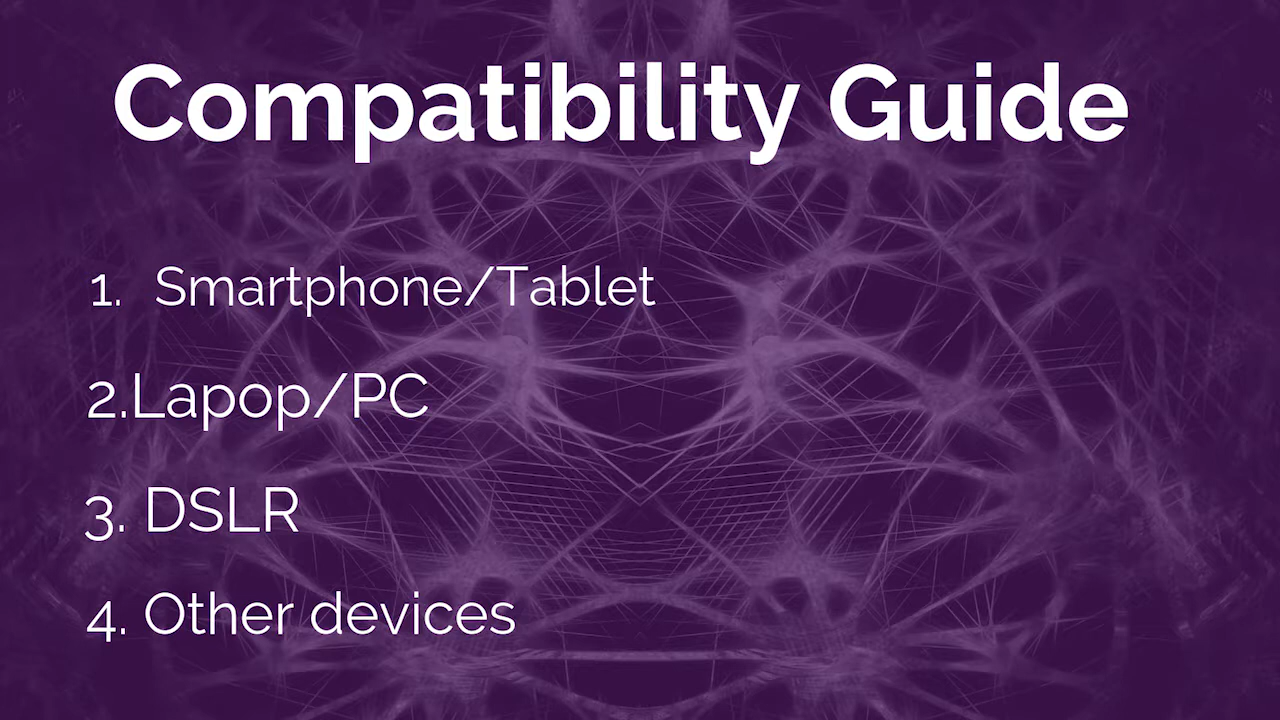 Compatibility Guide
1. Smartphone/Tablet
2.Lapop/PC
3. DSLR
4. Other devices